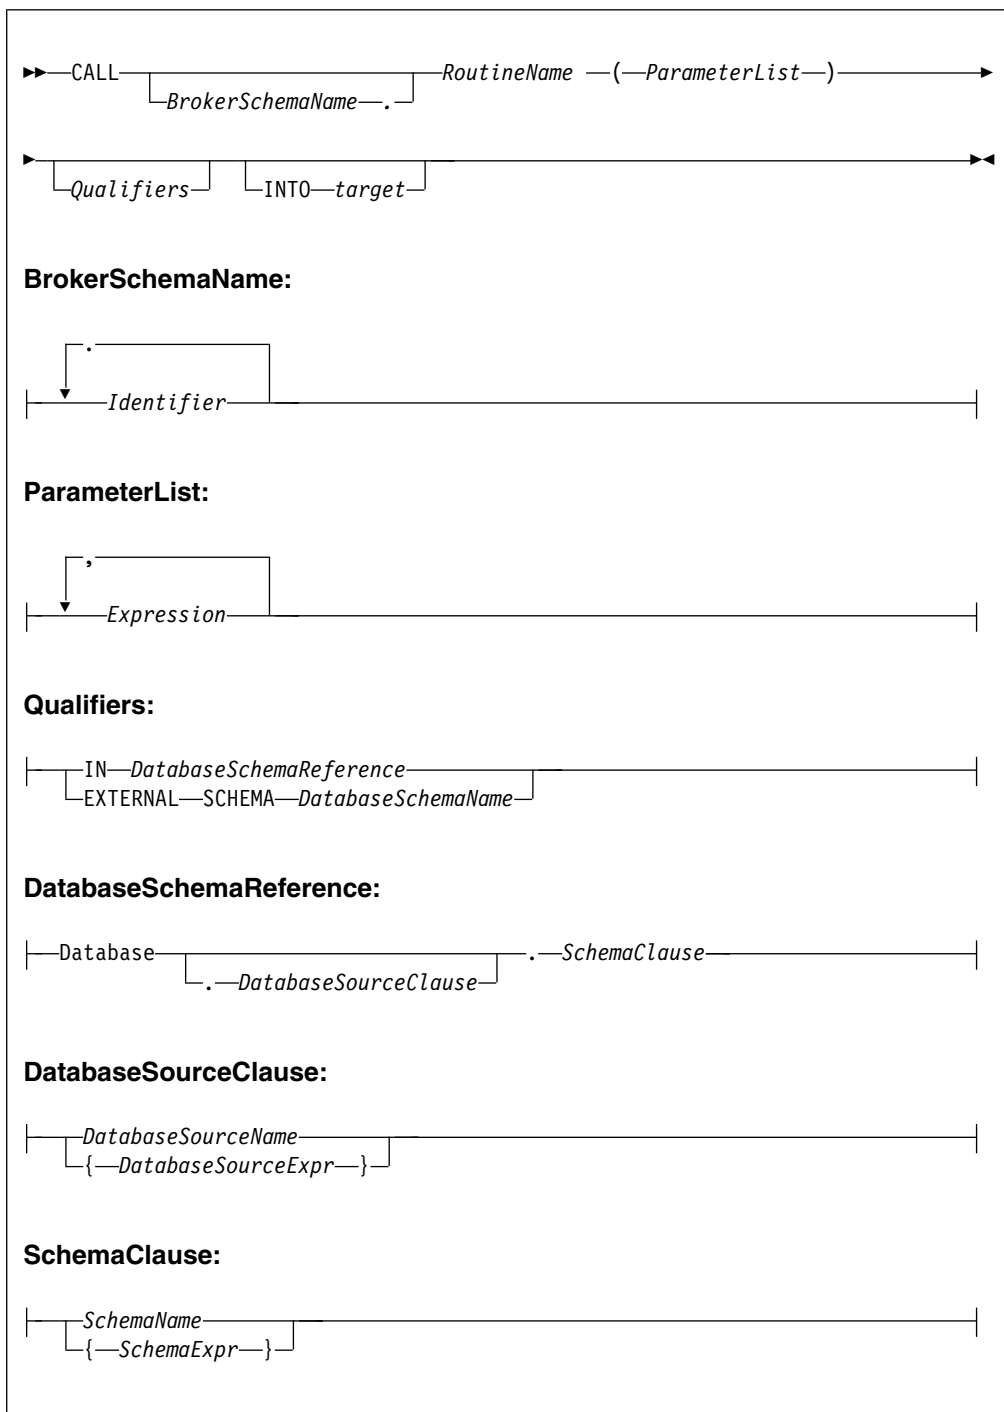 CALL RoutineName ( ParameterList )
BrokerSchemaName .
Qualifiers INTO target
BrokerSchemaName:
.
Identifier
ParameterList:
,
Expression
Qualifiers:
IN DatabaseSchemaReference
EXTERNAL SCHEMA DatabaseSchemaName
DatabaseSchemaReference:
Database . SchemaClause
. DatabaseSourceClause
DatabaseSourceClause:
DatabaseSourceName
{ DatabaseSourceExpr }
SchemaClause:
SchemaName
{ SchemaExpr }